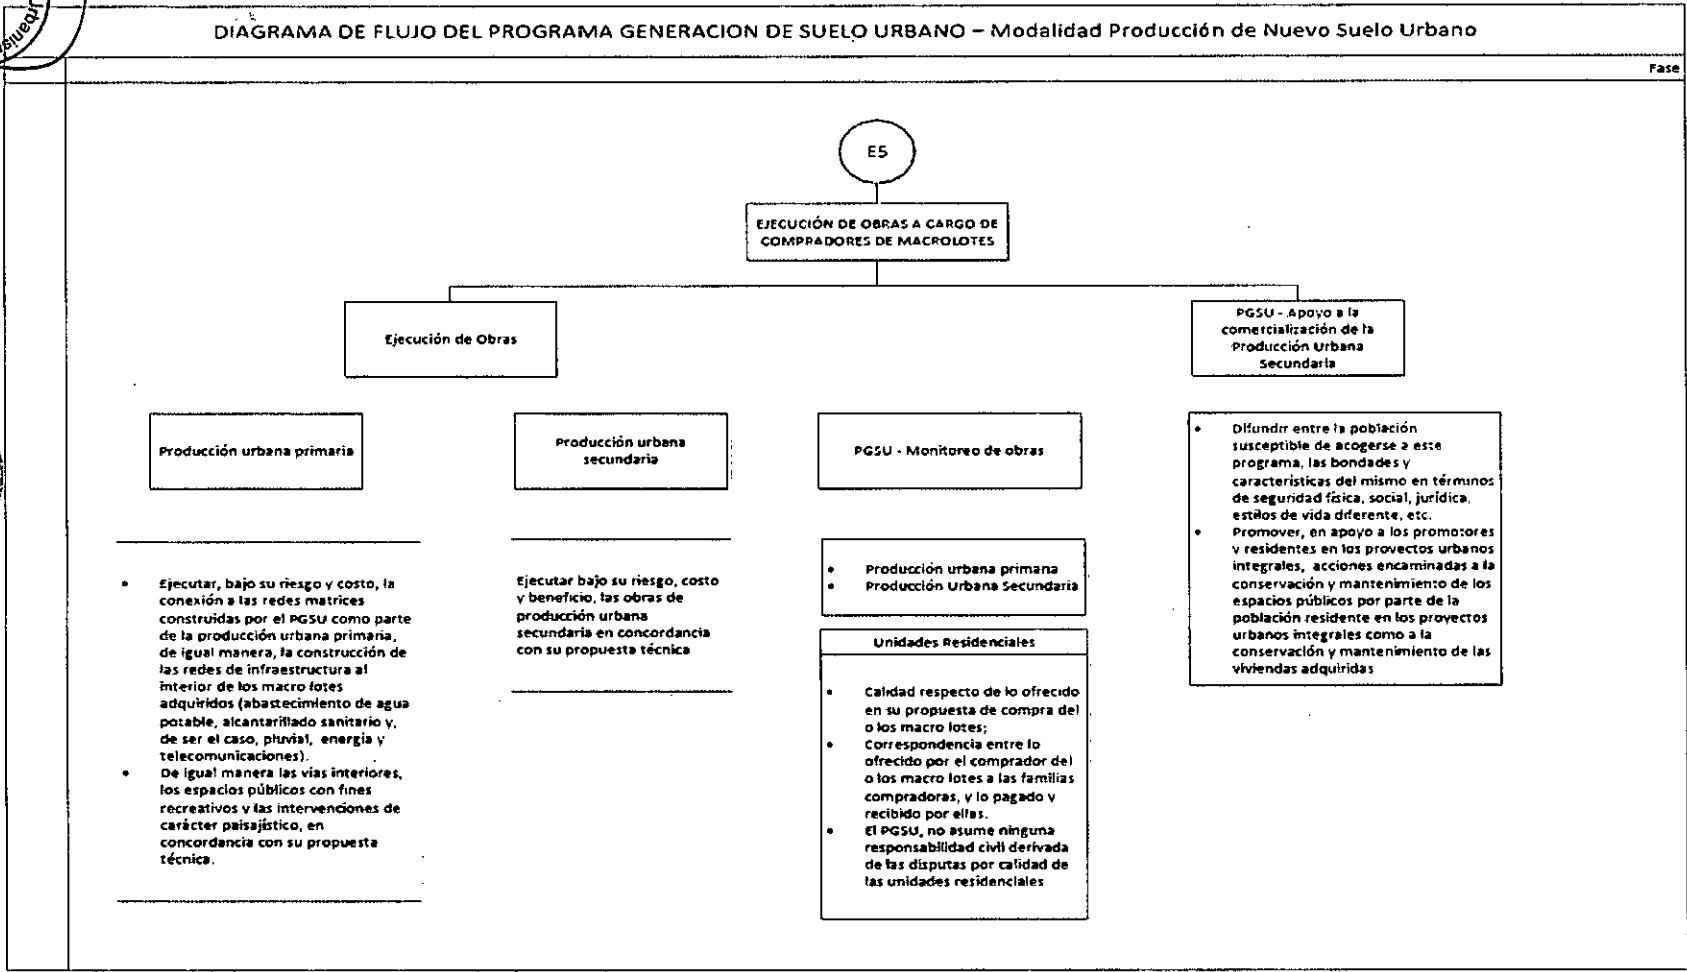 DIAGRAMA DE FLUJO DEL PROGRAMA GENERACION DE SUELO URBANO – Modalidad Producción de Nuevo Suelo Urbano
Fase
E5
EJECUCIÓN DE OBRAS A CARGO DE
COMPRADORES DE MACROLOTES
Ejecución de Obras
PGSU - Apoyo a la
comercialización de la
Producción Urbana
Secundaria
Producción urbana primaria
Producción urbana
secundaria
PGSU - Monitoreo de obras
• Difundir entre la población
susceptible de acogerse a este
programa, las bondades y
caracteristicas del mismo en términos
de seguridad física, social, jurídica,
estilos de vida diferente, etc.
• Promover, en apoyo a los promotores
y residentes en los proyectos urbanos
integrales, acciones encaminadas a la
conservación y mantenimiento de los
espacios públicos por parte de la
población residente en los proyectos
urbanos integrales como a la
conservación y mantenimiento de las
viviendas adquiridas
• Ejecutar, bajo su riesgo y costo, la
conexión a las redes matrices
construidas por el PGSU como parte
de la producción urbana primaria,
de igual manera, la construcción de
las redes de infraestructura al
interior de los macro lotes
adquiridos (abastecimiento de agua
potable, alcantarillado sanitario y,
de ser el caso, pluvial, energía y
telecomunicaciones).
• De igual manera las vías interiores,
los espacios públicos con fines
recreativos y las intervenciones de
carácter paisajístico, en
concordancia con su propuesta
técnica.
Ejecutar bajo su riesgo, costo
y beneficio, las obras de
producción urbana
secundaria en concordancia
con su propuesta técnica
• Producción urbana primaria
• Producción Urbana Secundaria
Unidades Residenciales
• Calidad respecto de lo ofrecido
en su propuesta de compra del
o los macro lotes;
• Correspondencia entre lo
ofrecido por el comprador del
o los macro lotes a las familias
compradoras, y lo pagado y
recibido por ellas.
• El PGSU, no asume ninguna
responsabilidad civil derivada
de las disputas por calidad de
las unidades residenciales